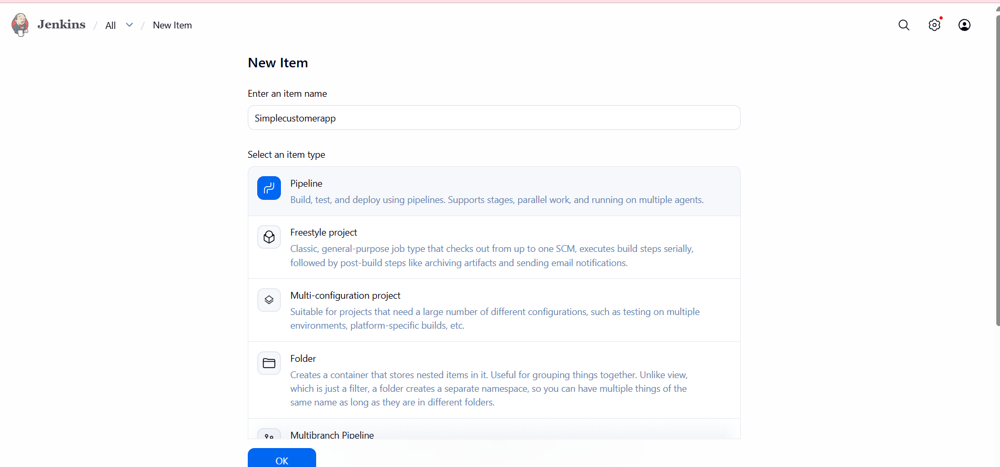 Jenkins / All / New Item
New Item
Enter an item name
Simplecustomerapp
Select an item type
Pipeline
Build, test, and deploy using pipelines. Supports stages, parallel work, and running on multiple agents.
Freestyle project
Classic, general-purpose job type that checks out from up to one SCM, executes build steps serially,
followed by post-build steps like archiving artifacts and sending email notifications.
Multi-configuration project
Suitable for projects that need a large number of different configurations, such as testing on multiple
environments, platform-specific builds, etc.
Folder
Creates a container that stores nested items in it. Useful for grouping things together. Unlike view,
which is just a filter, a folder creates a separate namespace, so you can have multiple things of the
same name as long as they are in different folders.
Multibranch Pipeline
OK